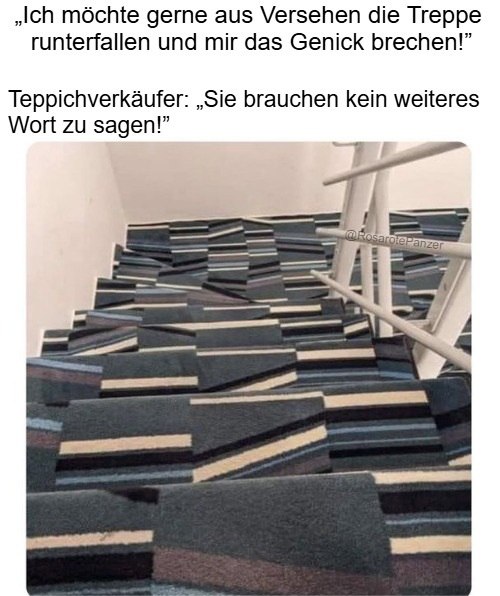 „Ich möchte gerne aus Versehen die Treppe
runterfallen und mir das Genick brechen!”
Teppichverkäufer: „Sie brauchen kein weiteres
Wort zu sagen!”
@RosarotePanzer